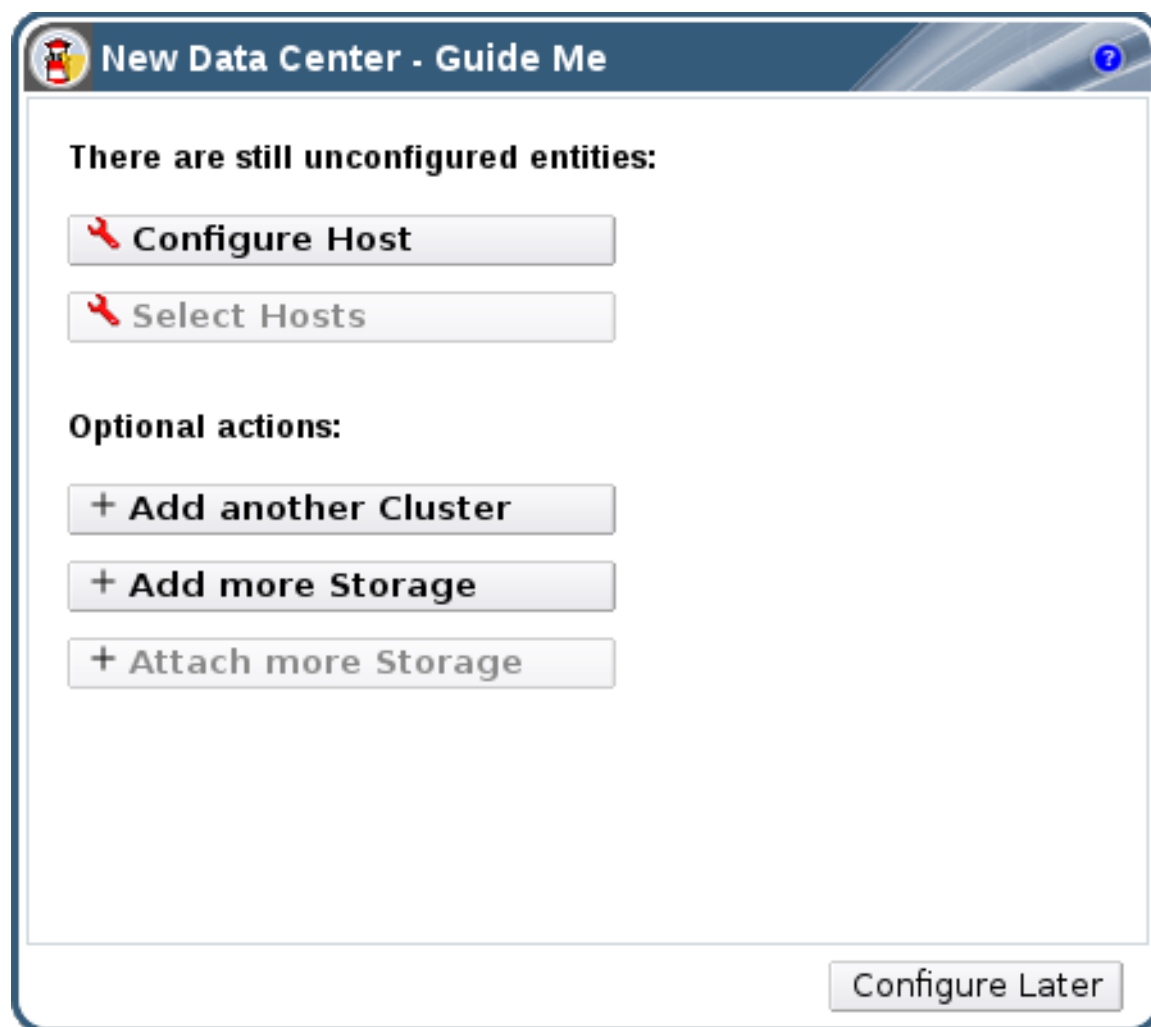 New Data Center - Guide Me
?
There are still unconfigured entities:
Configure Host
Select Hosts
Optional actions:
+ Add another Cluster
+ Add more Storage
+ Attach more Storage
Configure Later